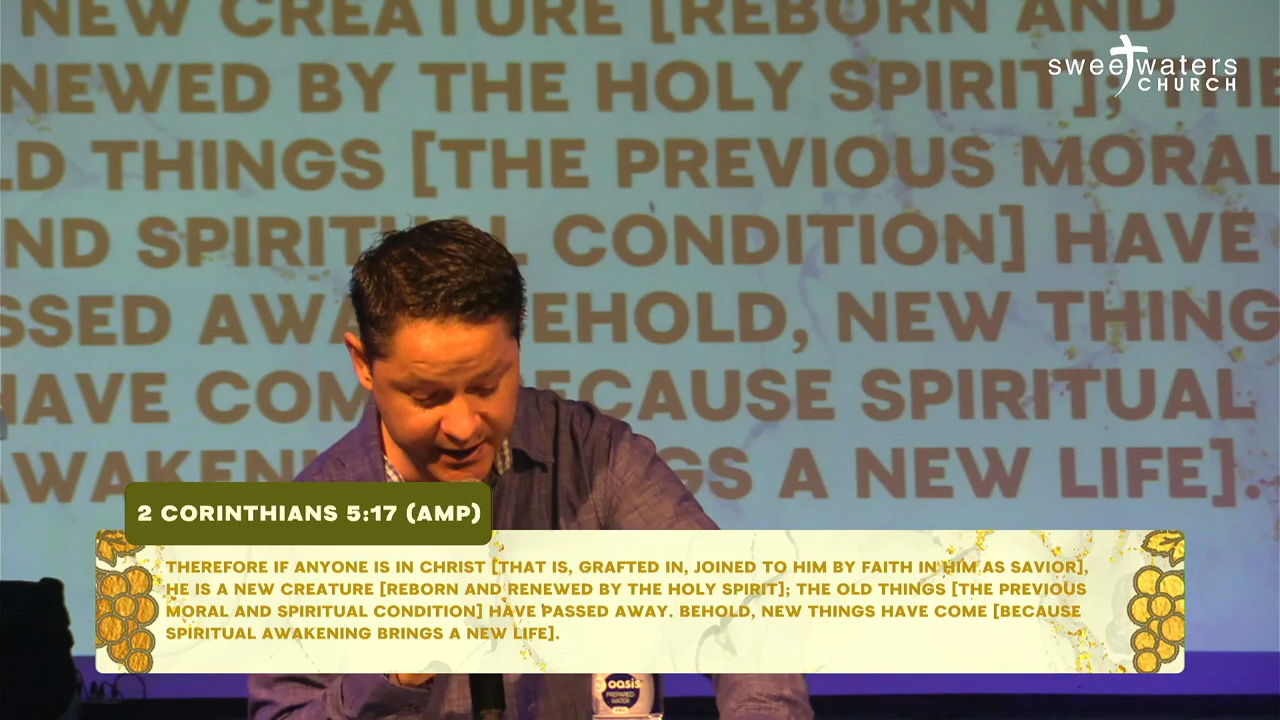 NEW CREATURE [REBORN AND
NEWED BY THE HOLY SPIRIT]; THE
LD THINGS [THE PREVIOUS MORAL
ND SPIRITUAL CONDITION] HAVE
SSED AWA EHOLD, NEW THING
HAVE COM ECAUSE SPIRITUAL
AWAKENI GS A NEW LIFE].
sweetwaters
CHURCH
2 CORINTHIANS 5:17 (AMP)
THEREFORE IF ANYONE IS IN CHRIST [THAT IS, GRAFTED IN, JOINED TO HIM BY FAITH IN HIM AS SAVIOR],
HE IS A NEW CREATURE [REBORN AND RENEWED BY THE HOLY SPIRIT]; THE OLD THINGS [THE PREVIOUS
MORAL AND SPIRITUAL CONDITION] HAVE PASSED AWAY. BEHOLD, NEW THINGS HAVE COME [BECAUSE
SPIRITUAL AWAKENING BRINGS A NEW LIFE].
oasis
PREPARED
WATER